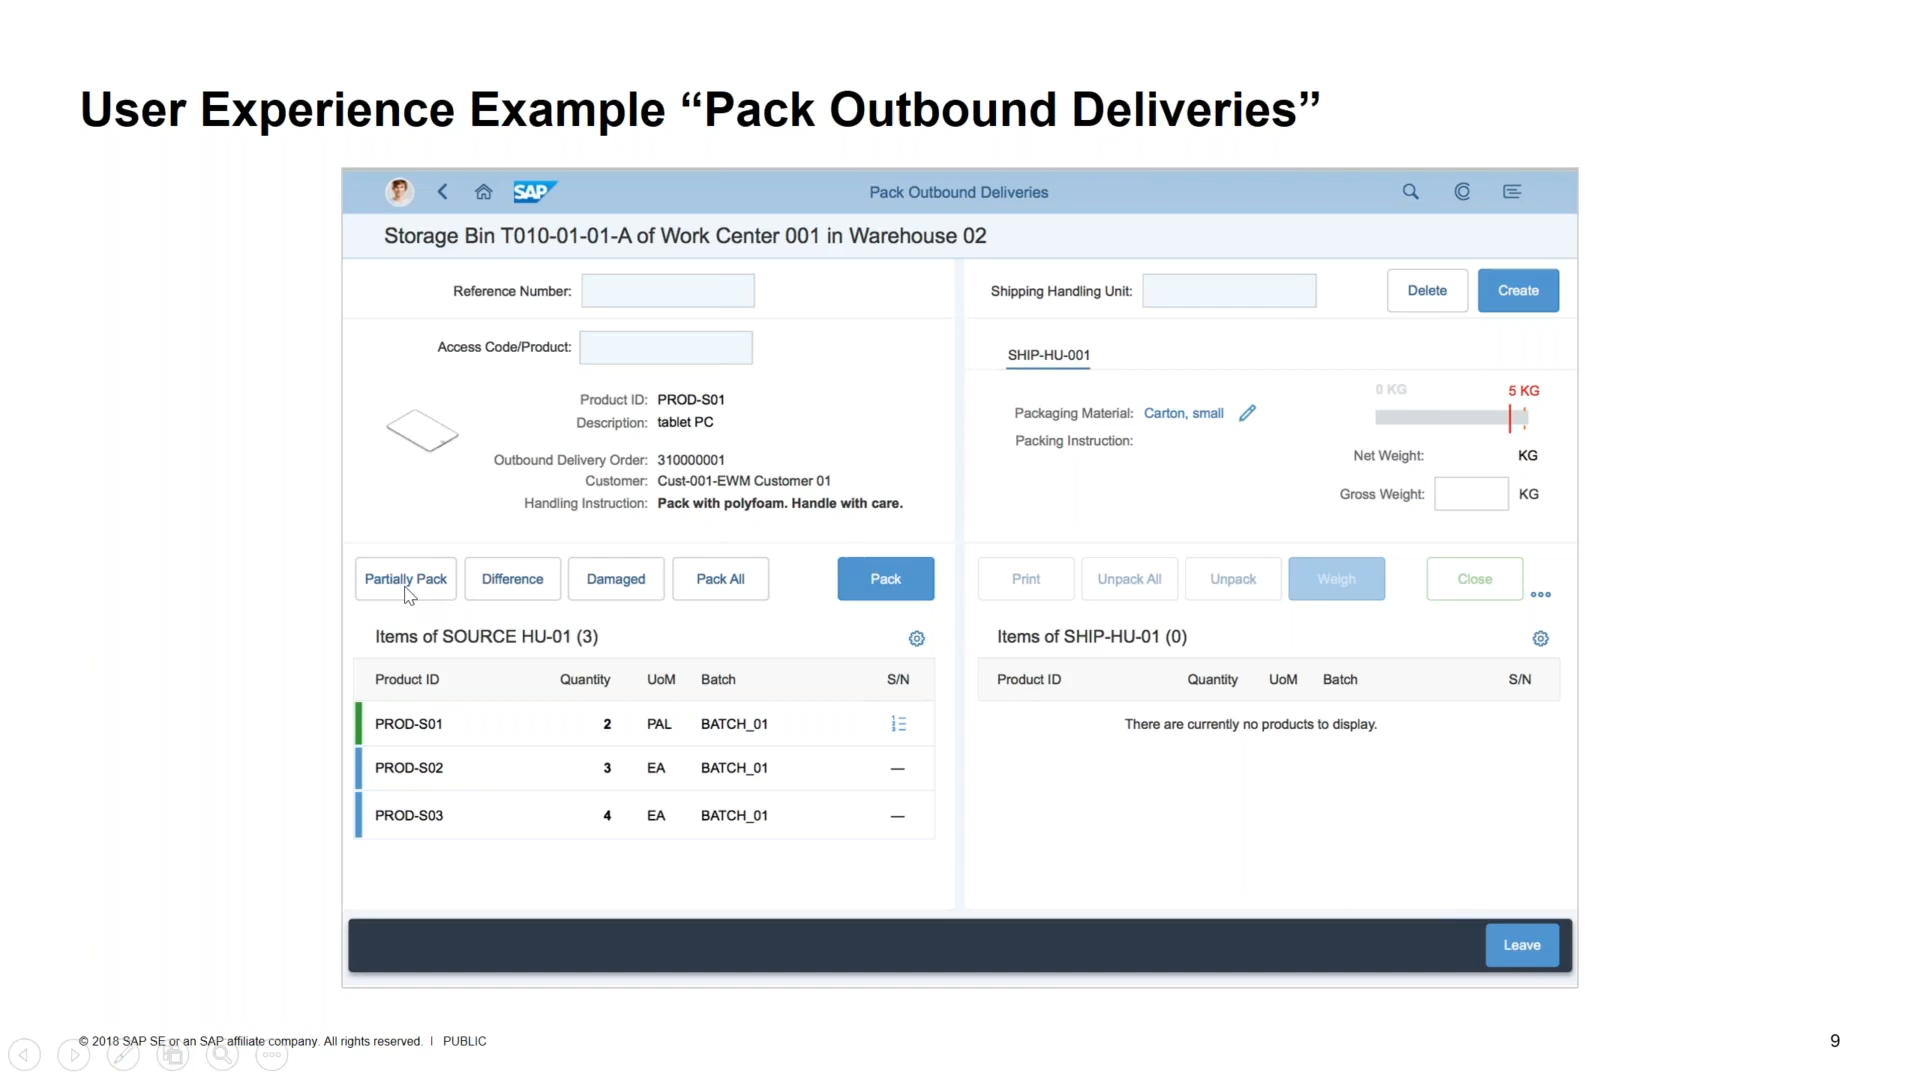 User Experience Example “Pack Outbound Deliveries”
SAP
Pack Outbound Deliveries
Storage Bin T010-01-01-A of Work Center 001 in Warehouse 02
Reference Number:
Shipping Handling Unit:
Delete
Create
Access Code/Product:
SHIP-HU-001
Product ID: PROD-S01
Description: tablet PC
Outbound Delivery Order: 310000001
Customer: Cust-001-EWM Customer 01
Handling Instruction: Pack with polyfoam. Handle with care.
0 KG
5 KG
Packaging Material: Carton, small
Packing Instruction:
Net Weight: KG
Gross Weight: KG
Partially Pack
Difference
Damaged
Pack All
Pack
Print
Unpack All
Unpack
Weigh
Close
Items of SOURCE HU-01 (3)
Product ID Quantity UoM Batch S/N
PROD-S01 2 PAL BATCH_01
PROD-S02 3 EA BATCH_01 —
PROD-S03 4 EA BATCH_01 —
Items of SHIP-HU-01 (0)
Product ID Quantity UoM Batch S/N
There are currently no products to display.
Leave
© 2018 SAP SE or an SAP affiliate company. All rights reserved. I PUBLIC
9